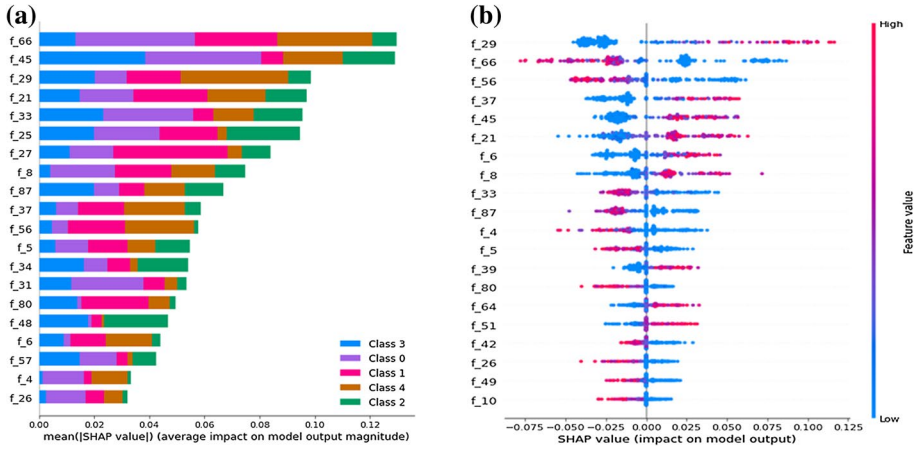 (a)
f_66
f_45
f_29
f_21
f_33
f_25
f_27
f_8
f_87
f_37
f_56
f_5
f_34
f_31
f_80
f_48
f_6
f_57
f_4
f_26
Class 3
Class 0
Class 1
Class 4
Class 2
0.00 0.02 0.04 0.06 0.08 0.10 0.12
mean(|SHAP value|) (average impact on model output magnitude)
(b)
High
f_29
f_66
f_56
f_37
f_45
f_21
f_6
f_8
f_33
f_87
f_4
f_5
f_39
f_80
f_64
f_51
f_42
f_26
f_49
f_10
Feature value
Low
−0.075 −0.050 −0.025 0.000 0.025 0.050 0.075 0.100 0.125
SHAP value (impact on model output)